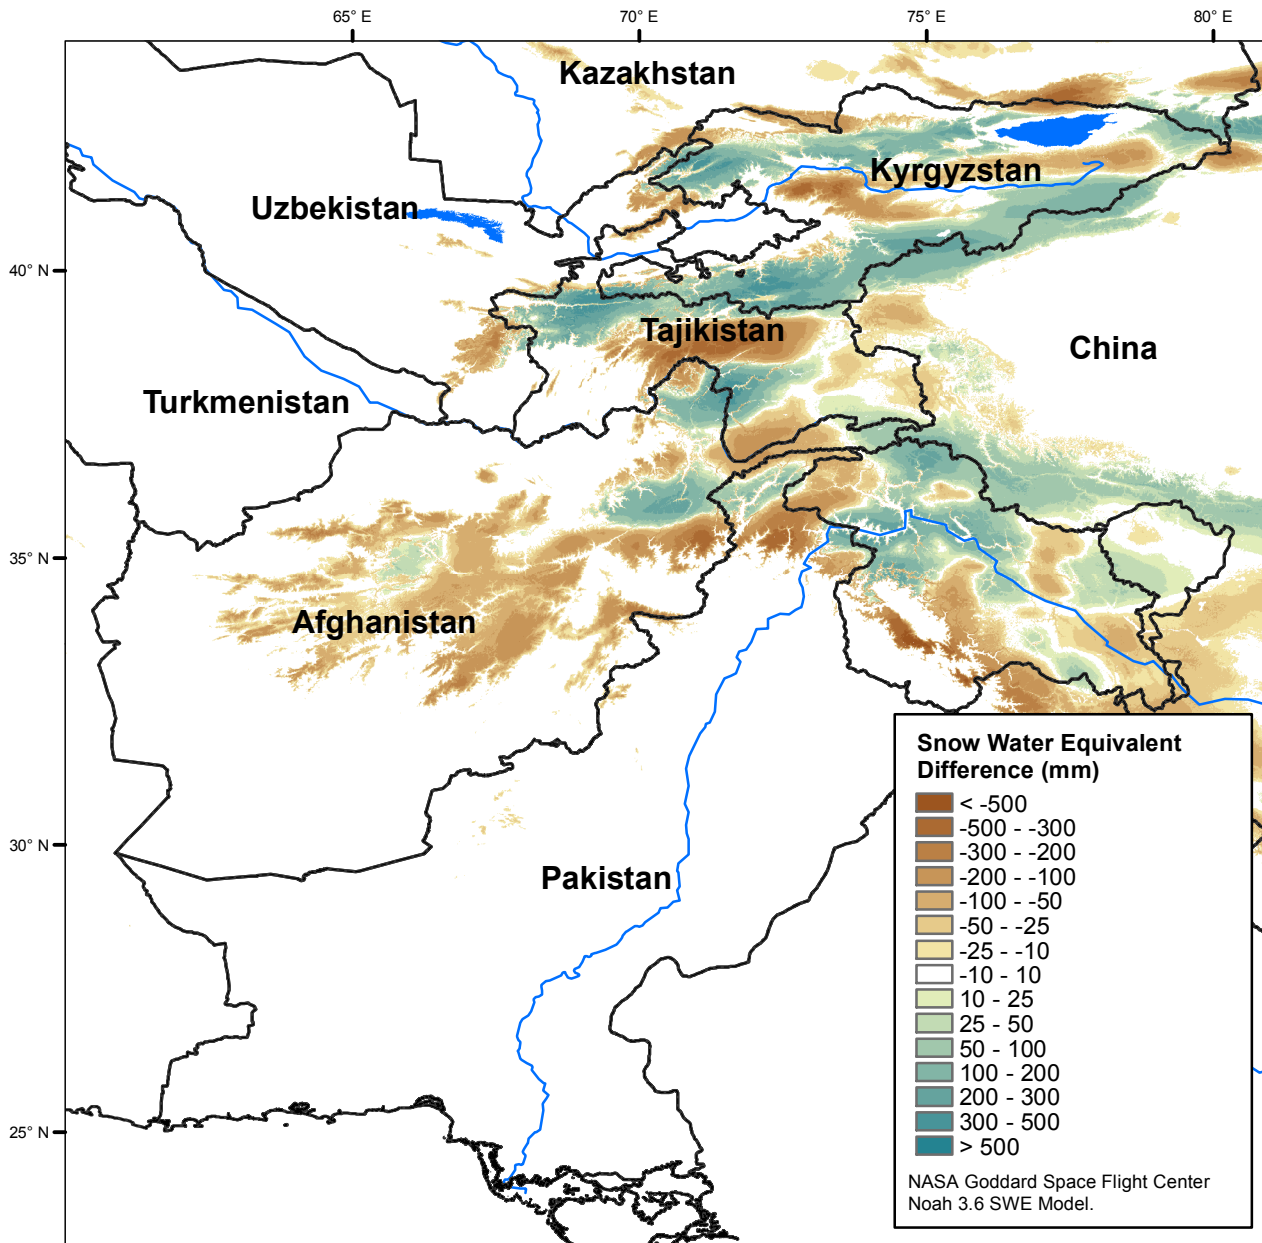 65° E
70° E
75° E
80° E
Kazakhstan
Kyrgyzstan
Uzbekistan
40° N
Tajikistan
China
Turkmenistan
35° N
Afghanistan
Snow Water Equivalent
Difference (mm)
< -500
-500 - -300
-300 - -200
-200 - -100
-100 - -50
-50 - -25
-25 - -10
-10 - 10
10 - 25
25 - 50
50 - 100
100 - 200
200 - 300
300 - 500
> 500
NASA Goddard Space Flight Center
Noah 3.6 SWE Model.
30° N
Pakistan
25° N